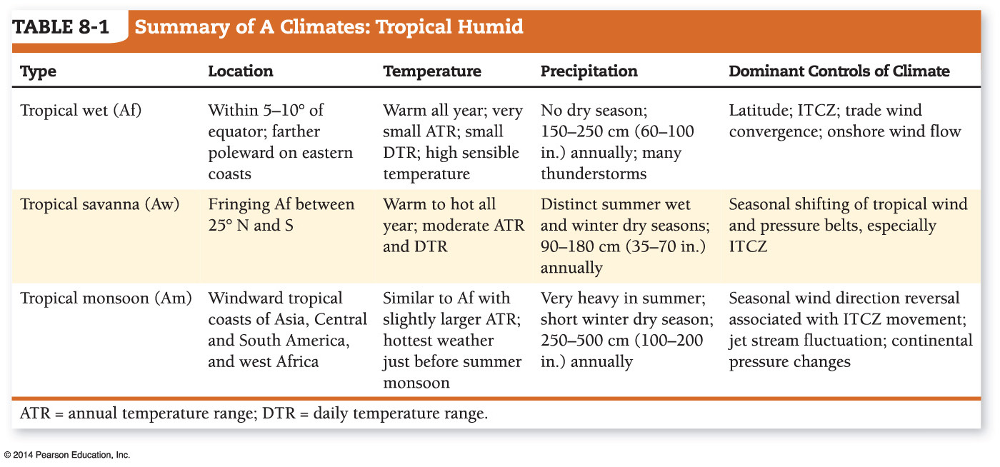 TABLE 8-1 Summary of A Climates: Tropical Humid
Type Location Temperature Precipitation Dominant Controls of Climate
Tropical wet (Af)
Within 5–10° of
equator; farther
poleward on eastern
coasts
Warm all year; very
small ATR; small
DTR; high sensible
temperature
No dry season;
150–250 cm (60–100
in.) annually; many
thunderstorms
Latitude; ITCZ; trade wind
convergence; onshore wind flow
Tropical savanna (Aw)
Fringing Af between
25° N and S
Warm to hot all
year; moderate ATR
and DTR
Distinct summer wet
and winter dry seasons;
90–180 cm (35–70 in.)
annually
Seasonal shifting of tropical wind
and pressure belts, especially
ITCZ
Tropical monsoon (Am)
Windward tropical
coasts of Asia, Central
and South America,
and west Africa
Similar to Af with
slightly larger ATR;
hottest weather
just before summer
monsoon
Very heavy in summer;
short winter dry season;
250–500 cm (100–200
in.) annually
Seasonal wind direction reversal
associated with ITCZ movement;
jet stream fluctuation; continental
pressure changes
ATR = annual temperature range; DTR = daily temperature range.
© 2014 Pearson Education, Inc.